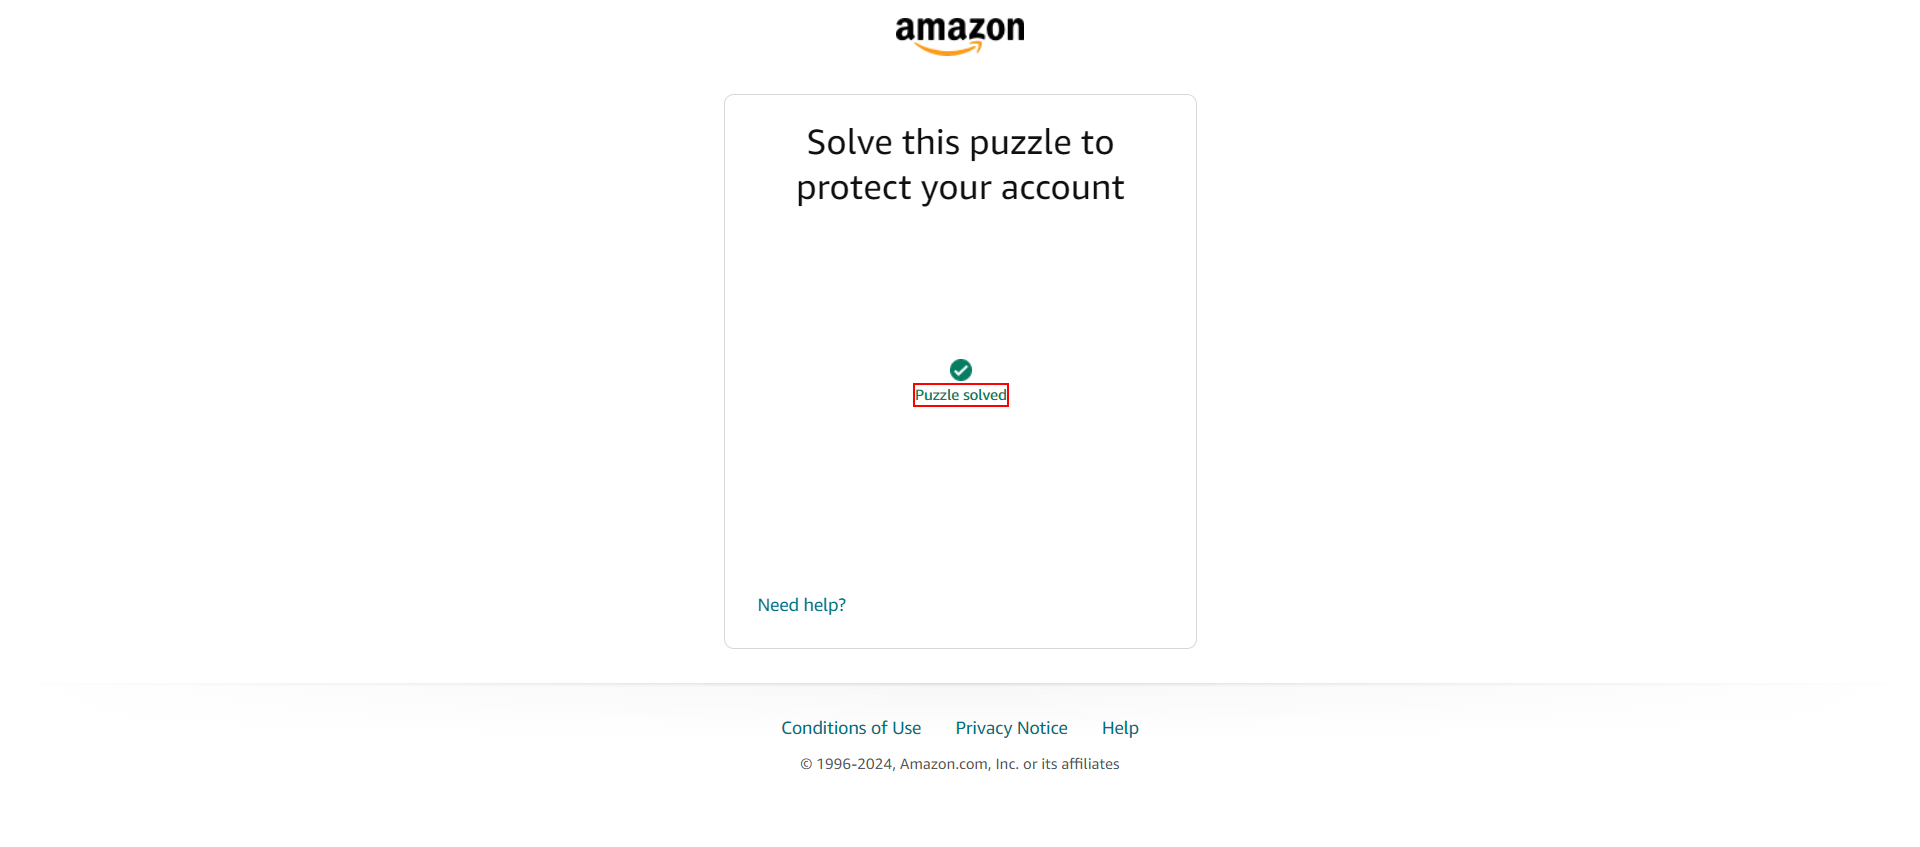 amazon
Solve this puzzle to
protect your account
Puzzle solved
Need help?
Conditions of Use Privacy Notice Help
© 1996-2024, Amazon.com, Inc. or its affiliates